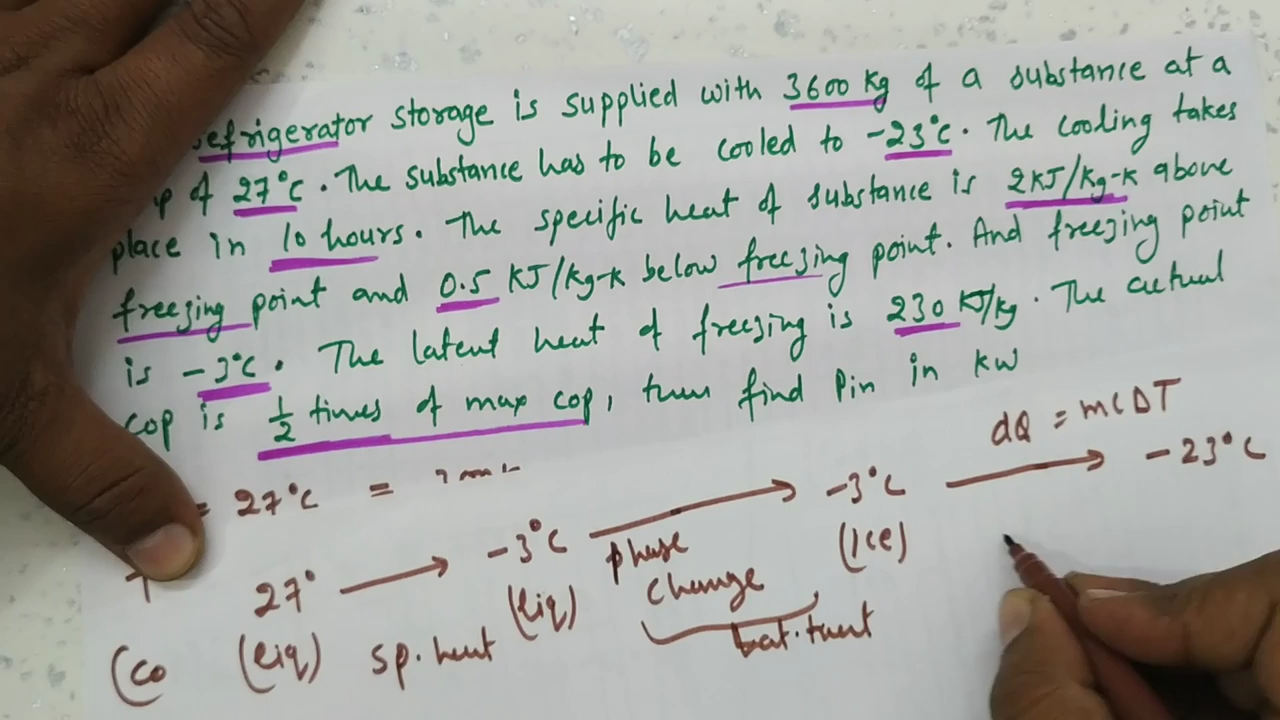 efrigerator storage is supplied with 3600 kg of a substance at a
p of 27°c. The substance has to be cooled to -23°c. The cooling takes
place in 10 hours. The specific heat of substance is 2KJ/kg-k above
freezing point and 0.5 KJ/kg-k below freezing point. And freezing point
is -3°c. The latent heat of freezing is 230 KJ/kg. The actual
cop is 1/2 times of max cop, then find Pin in kw
= 27°c =
27° → -3°c → -3°c → -23°c
dQ = mcΔT
phase change
(liq) sp. heat (liq) (Ice)
lat. heat
(co